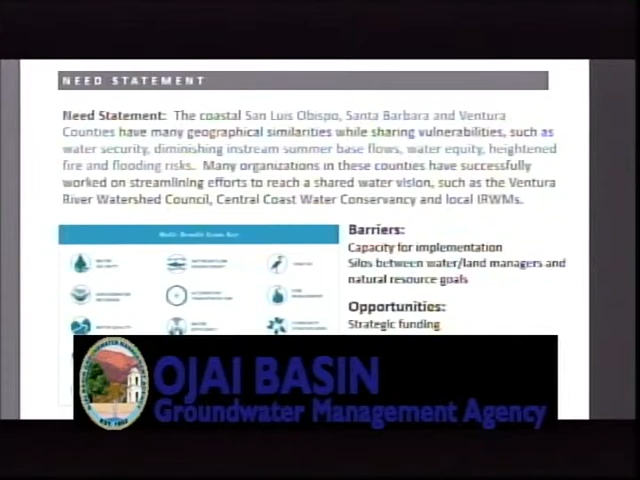 NEED STATEMENT
Need Statement: The coastal San Luis Obispo, Santa Barbara and Ventura
Counties have many geographical similarities while sharing vulnerabilities, such as
water security, diminishing instream summer base flows, water equity, heightened
fire and flooding risks. Many organizations in these counties have successfully
worked on streamlining efforts to reach a shared water vision, such as the Ventura
River Watershed Council, Central Coast Water Conservancy and local IRWMs.
Barriers:
Capacity for implementation
Silos between water/land managers and
natural resource goals
Opportunities:
Strategic funding
WATER QUALITY
OJAI BASIN
Groundwater Management Agency